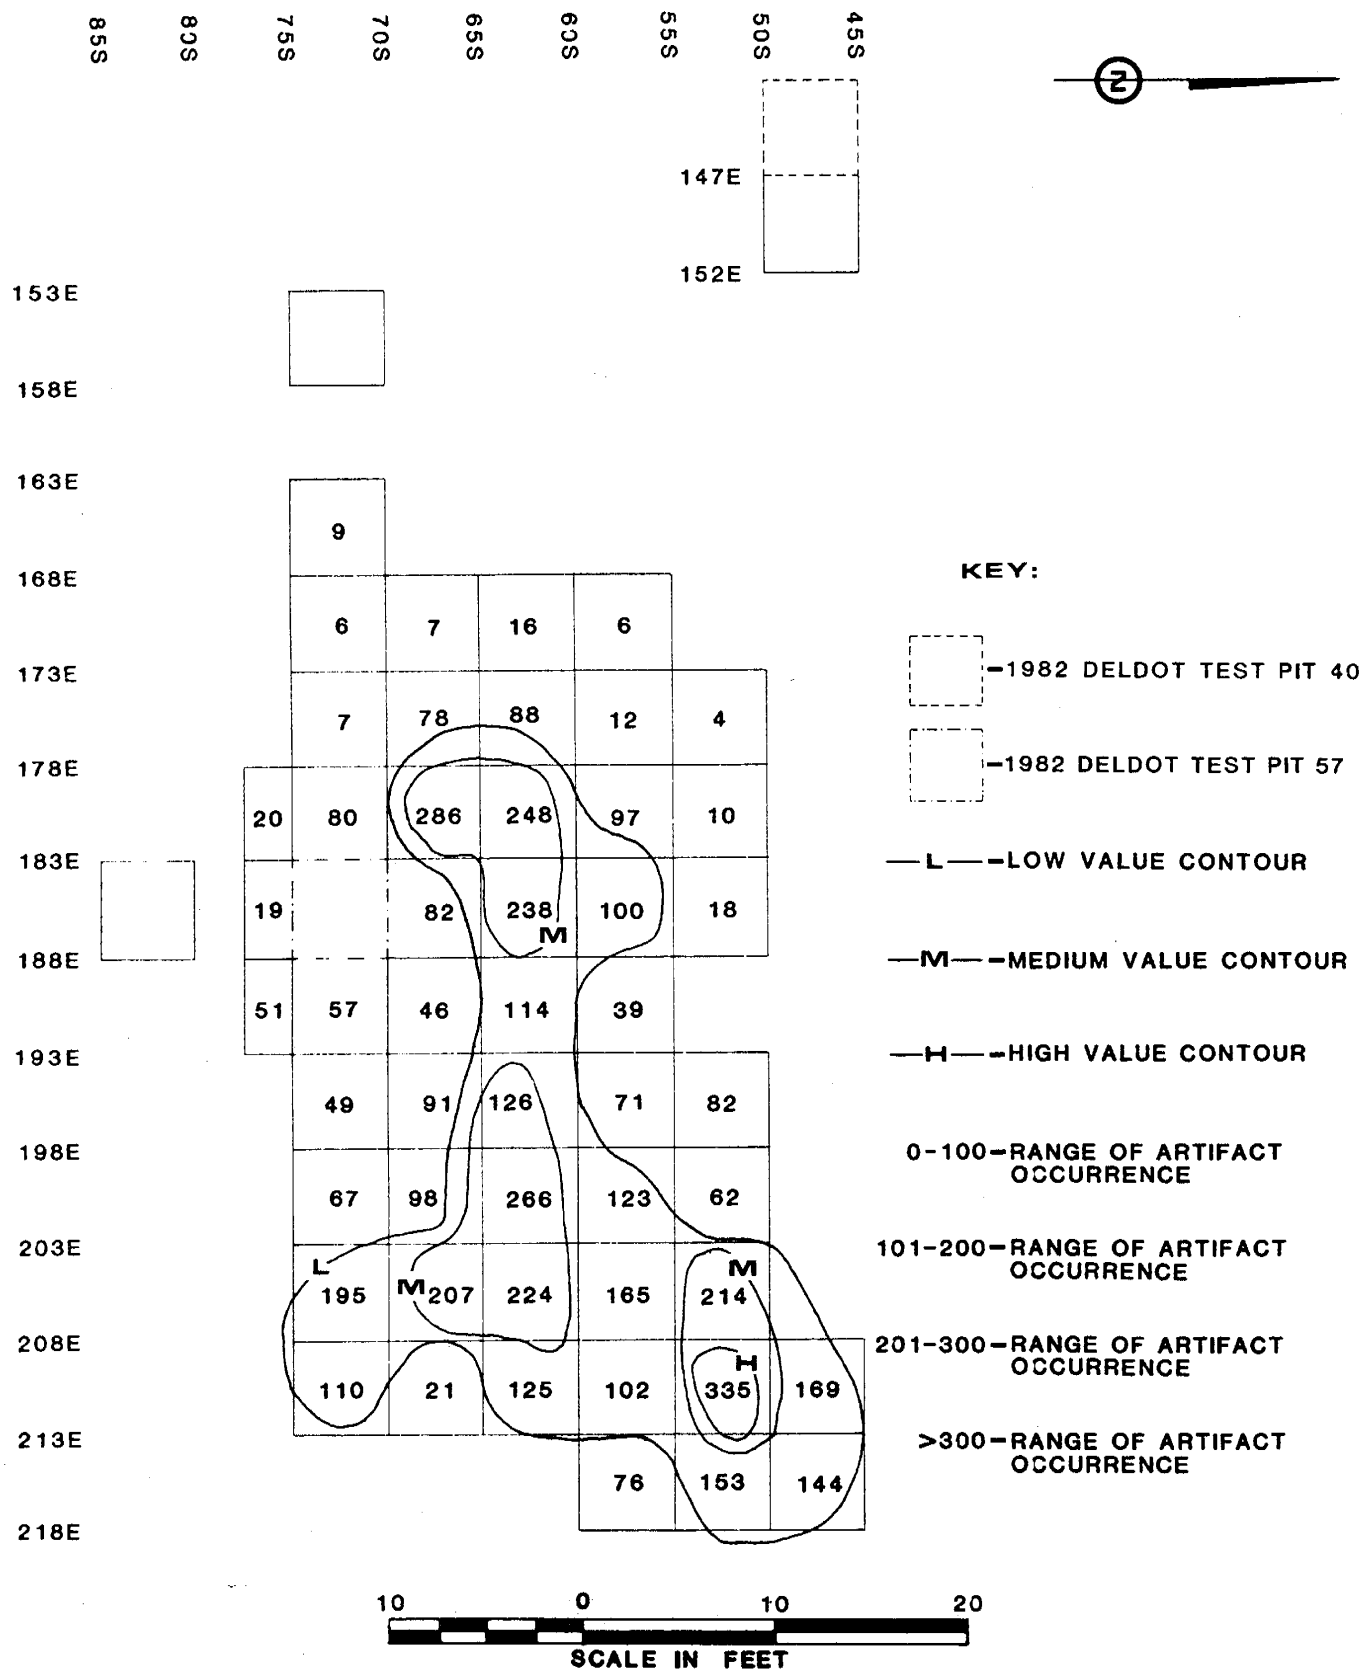 85S 80S 75S 70S 65S 60S 55S 50S 45S
N
147E
152E
153E
158E
163E
9
168E
KEY:
6 7 16 6
173E
-1982 DELDOT TEST PIT 40
7 78 88 12 4
178E
-1982 DELDOT TEST PIT 57
20 80 286 248 97 10
183E
—L— -LOW VALUE CONTOUR
19 82 238 100 18
M
188E
—M— -MEDIUM VALUE CONTOUR
51 57 46 114 39
193E
—H— -HIGH VALUE CONTOUR
49 91 126 71 82
198E
0-100-RANGE OF ARTIFACT
OCCURRENCE
67 98 266 123 62
203E
101-200-RANGE OF ARTIFACT
OCCURRENCE
L M M
195 207 224 165 214
208E
201-300-RANGE OF ARTIFACT
OCCURRENCE
H
110 21 125 102 335 169
213E
>300-RANGE OF ARTIFACT
OCCURRENCE
76 153 144
218E
10 0 10 20
SCALE IN FEET